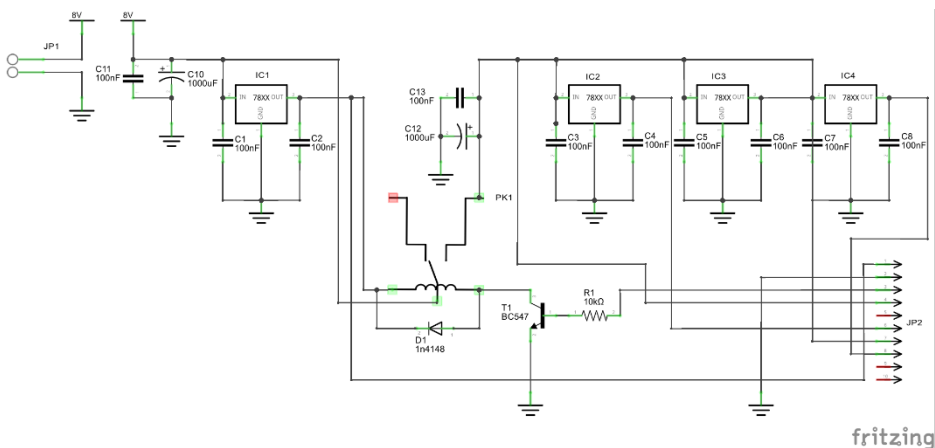 8V
8V
JP1
C11
100nF
C10
1000uF
IC1
IN
78XX
OUT
GND
C1
100nF
C2
100nF
C13
100nF
C12
1000uF
IC2
IN
78XX
OUT
GND
C3
100nF
C4
100nF
IC3
IN
78XX
OUT
GND
C5
100nF
C6
100nF
IC4
IN
78XX
OUT
GND
C7
100nF
C8
100nF
PK1
D1
1n4148
T1
BC547
R1
10kΩ
JP2
fritzing